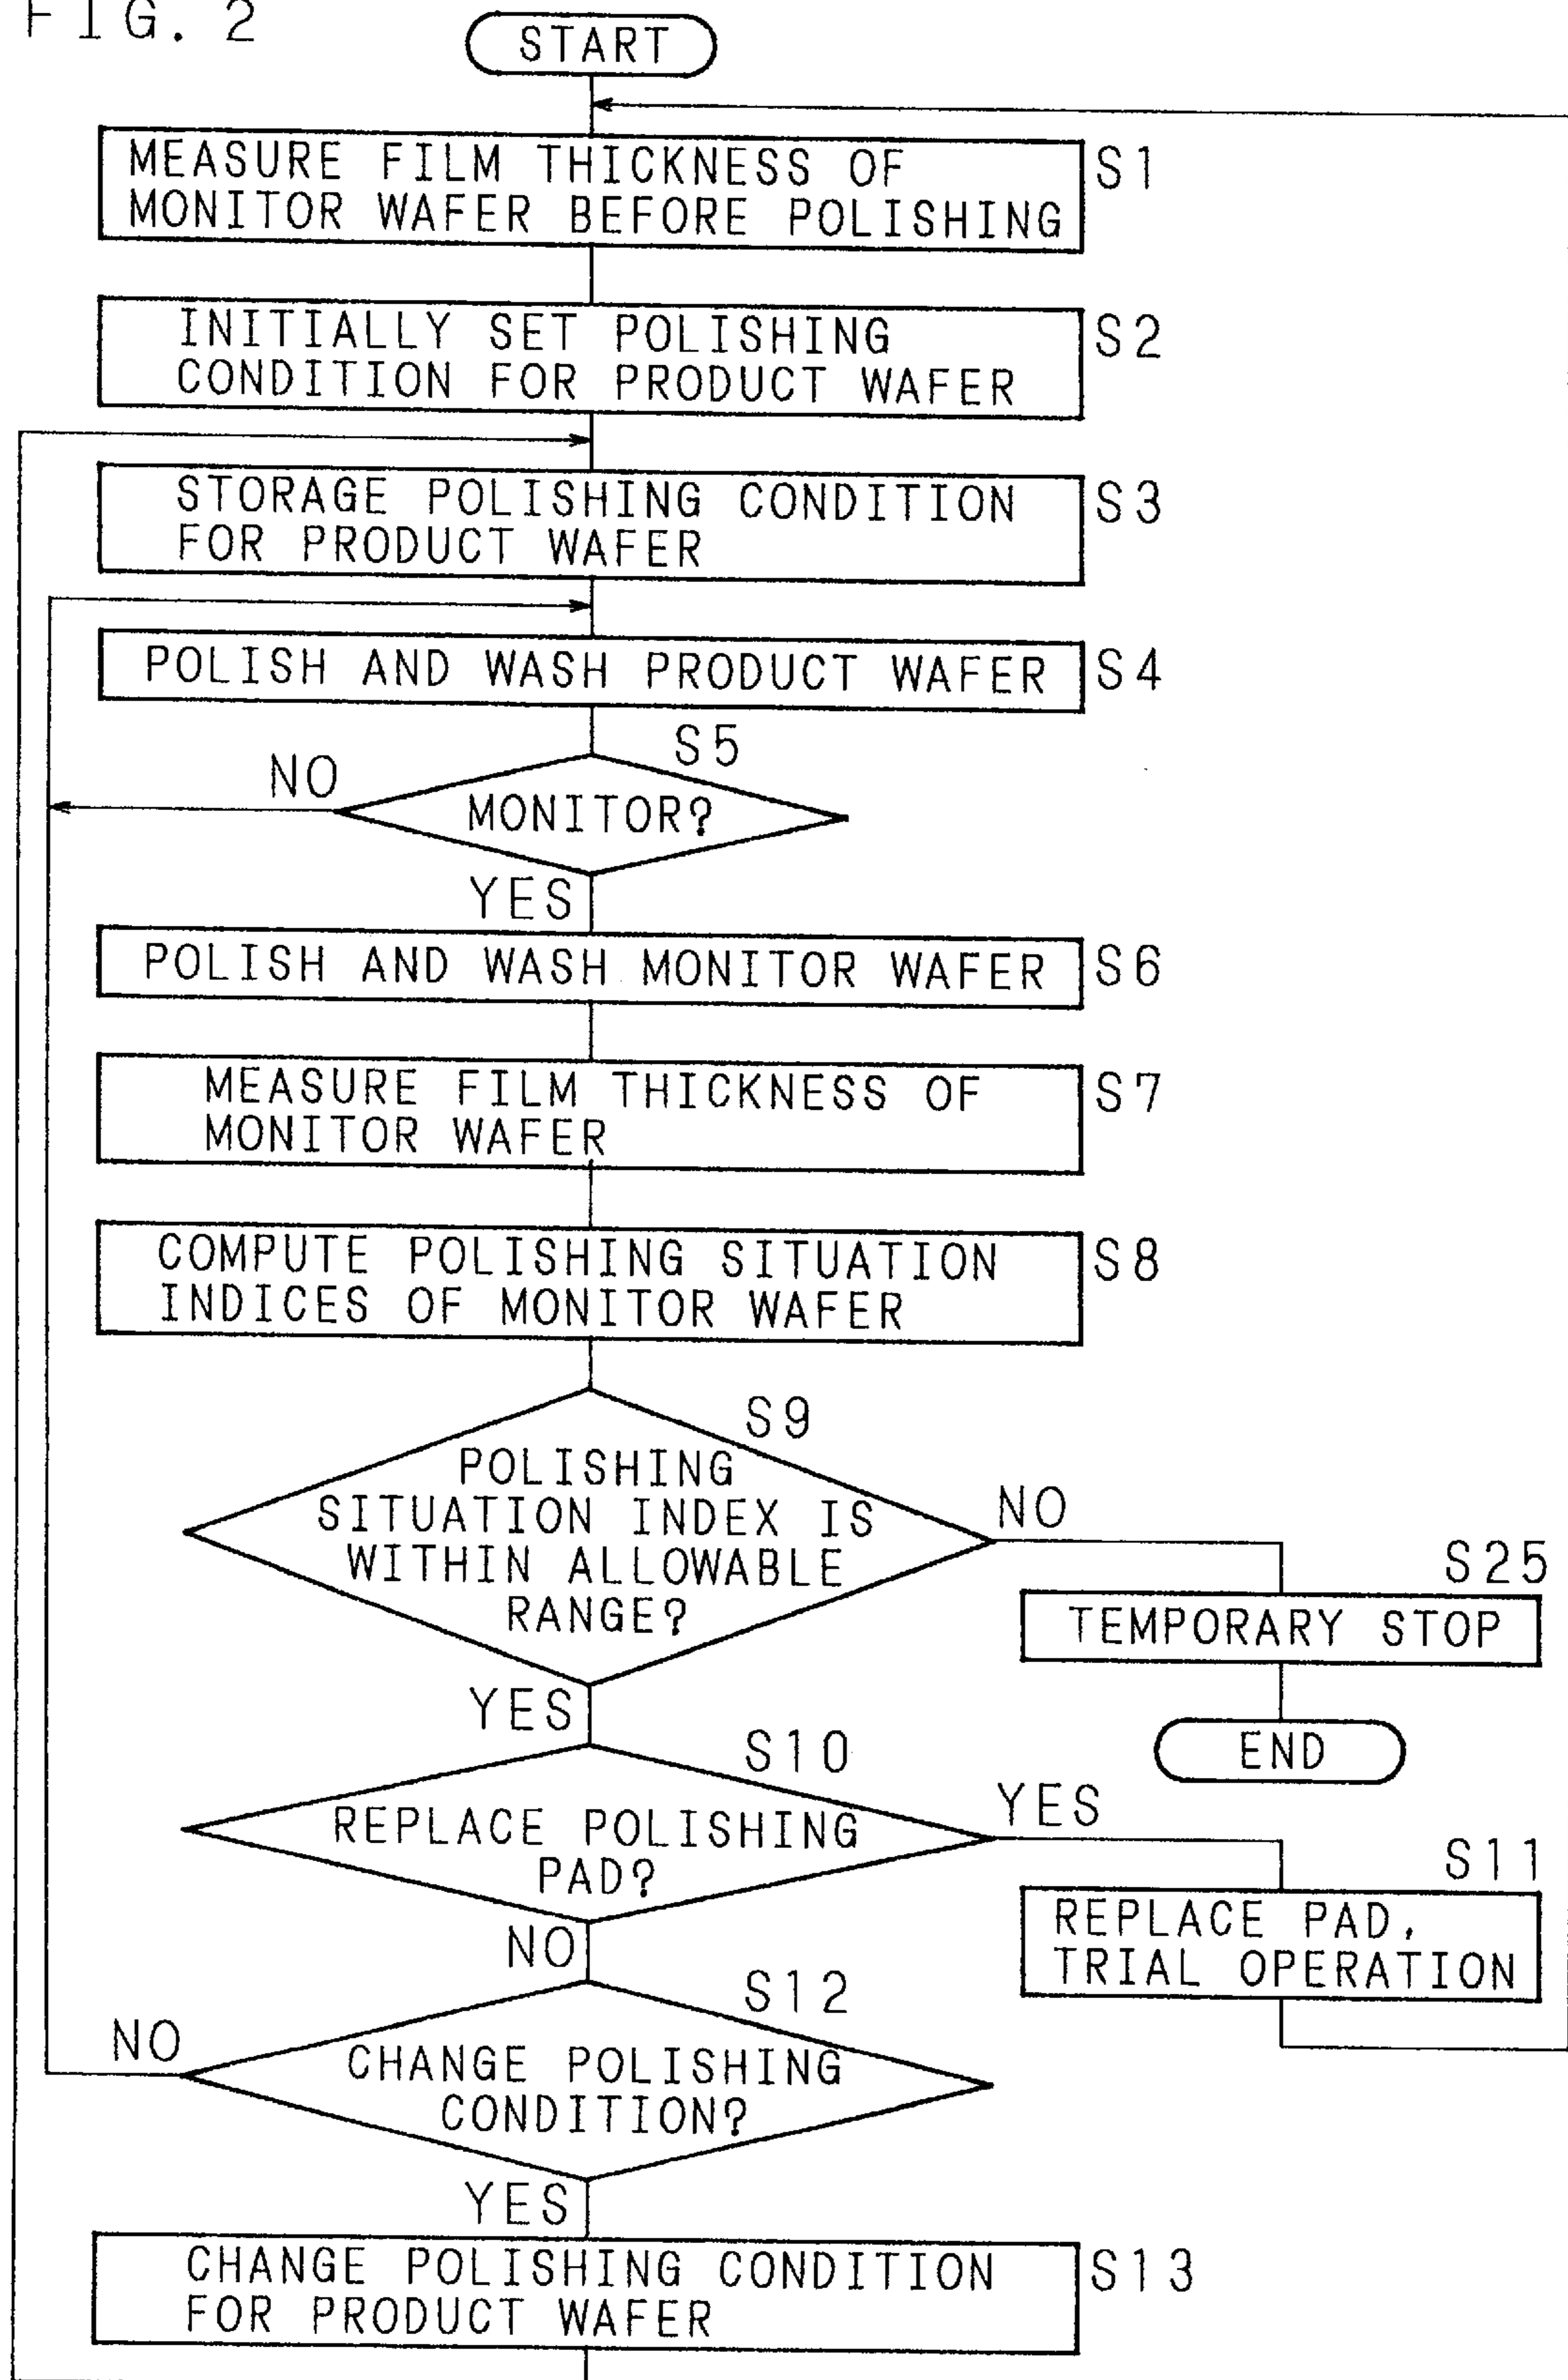 FIG. 2
START
MEASURE FILM THICKNESS OF
MONITOR WAFER BEFORE POLISHING
S1
INITIALLY SET POLISHING
CONDITION FOR PRODUCT WAFER
S2
STORAGE POLISHING CONDITION
FOR PRODUCT WAFER
S3
POLISH AND WASH PRODUCT WAFER
S4
S5
NO
MONITOR?
YES
POLISH AND WASH MONITOR WAFER
S6
MEASURE FILM THICKNESS OF
MONITOR WAFER
S7
COMPUTE POLISHING SITUATION
INDICES OF MONITOR WAFER
S8
S9
POLISHING
SITUATION INDEX IS
WITHIN ALLOWABLE
RANGE?
NO
S25
TEMPORARY STOP
END
YES
S10
REPLACE POLISHING
PAD?
YES
S11
REPLACE PAD,
TRIAL OPERATION
NO
S12
NO
CHANGE POLISHING
CONDITION?
YES
CHANGE POLISHING CONDITION
FOR PRODUCT WAFER
S13